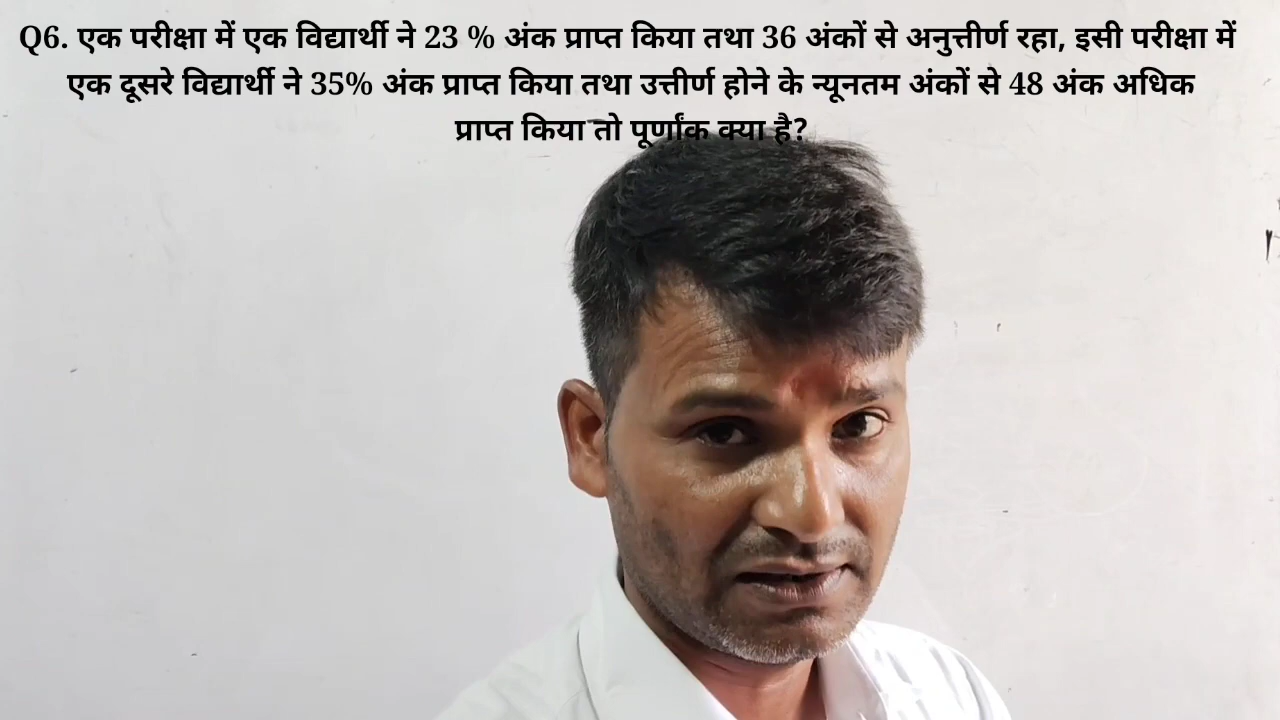 Q6. एक परीक्षा में एक विद्यार्थी ने 23 % अंक प्राप्त किया तथा 36 अंकों से अनुत्तीर्ण रहा, इसी परीक्षा में
एक दूसरे विद्यार्थी ने 35% अंक प्राप्त किया तथा उत्तीर्ण होने के न्यूनतम अंकों से 48 अंक अधिक
प्राप्त किया तो पूर्णांक क्या है?